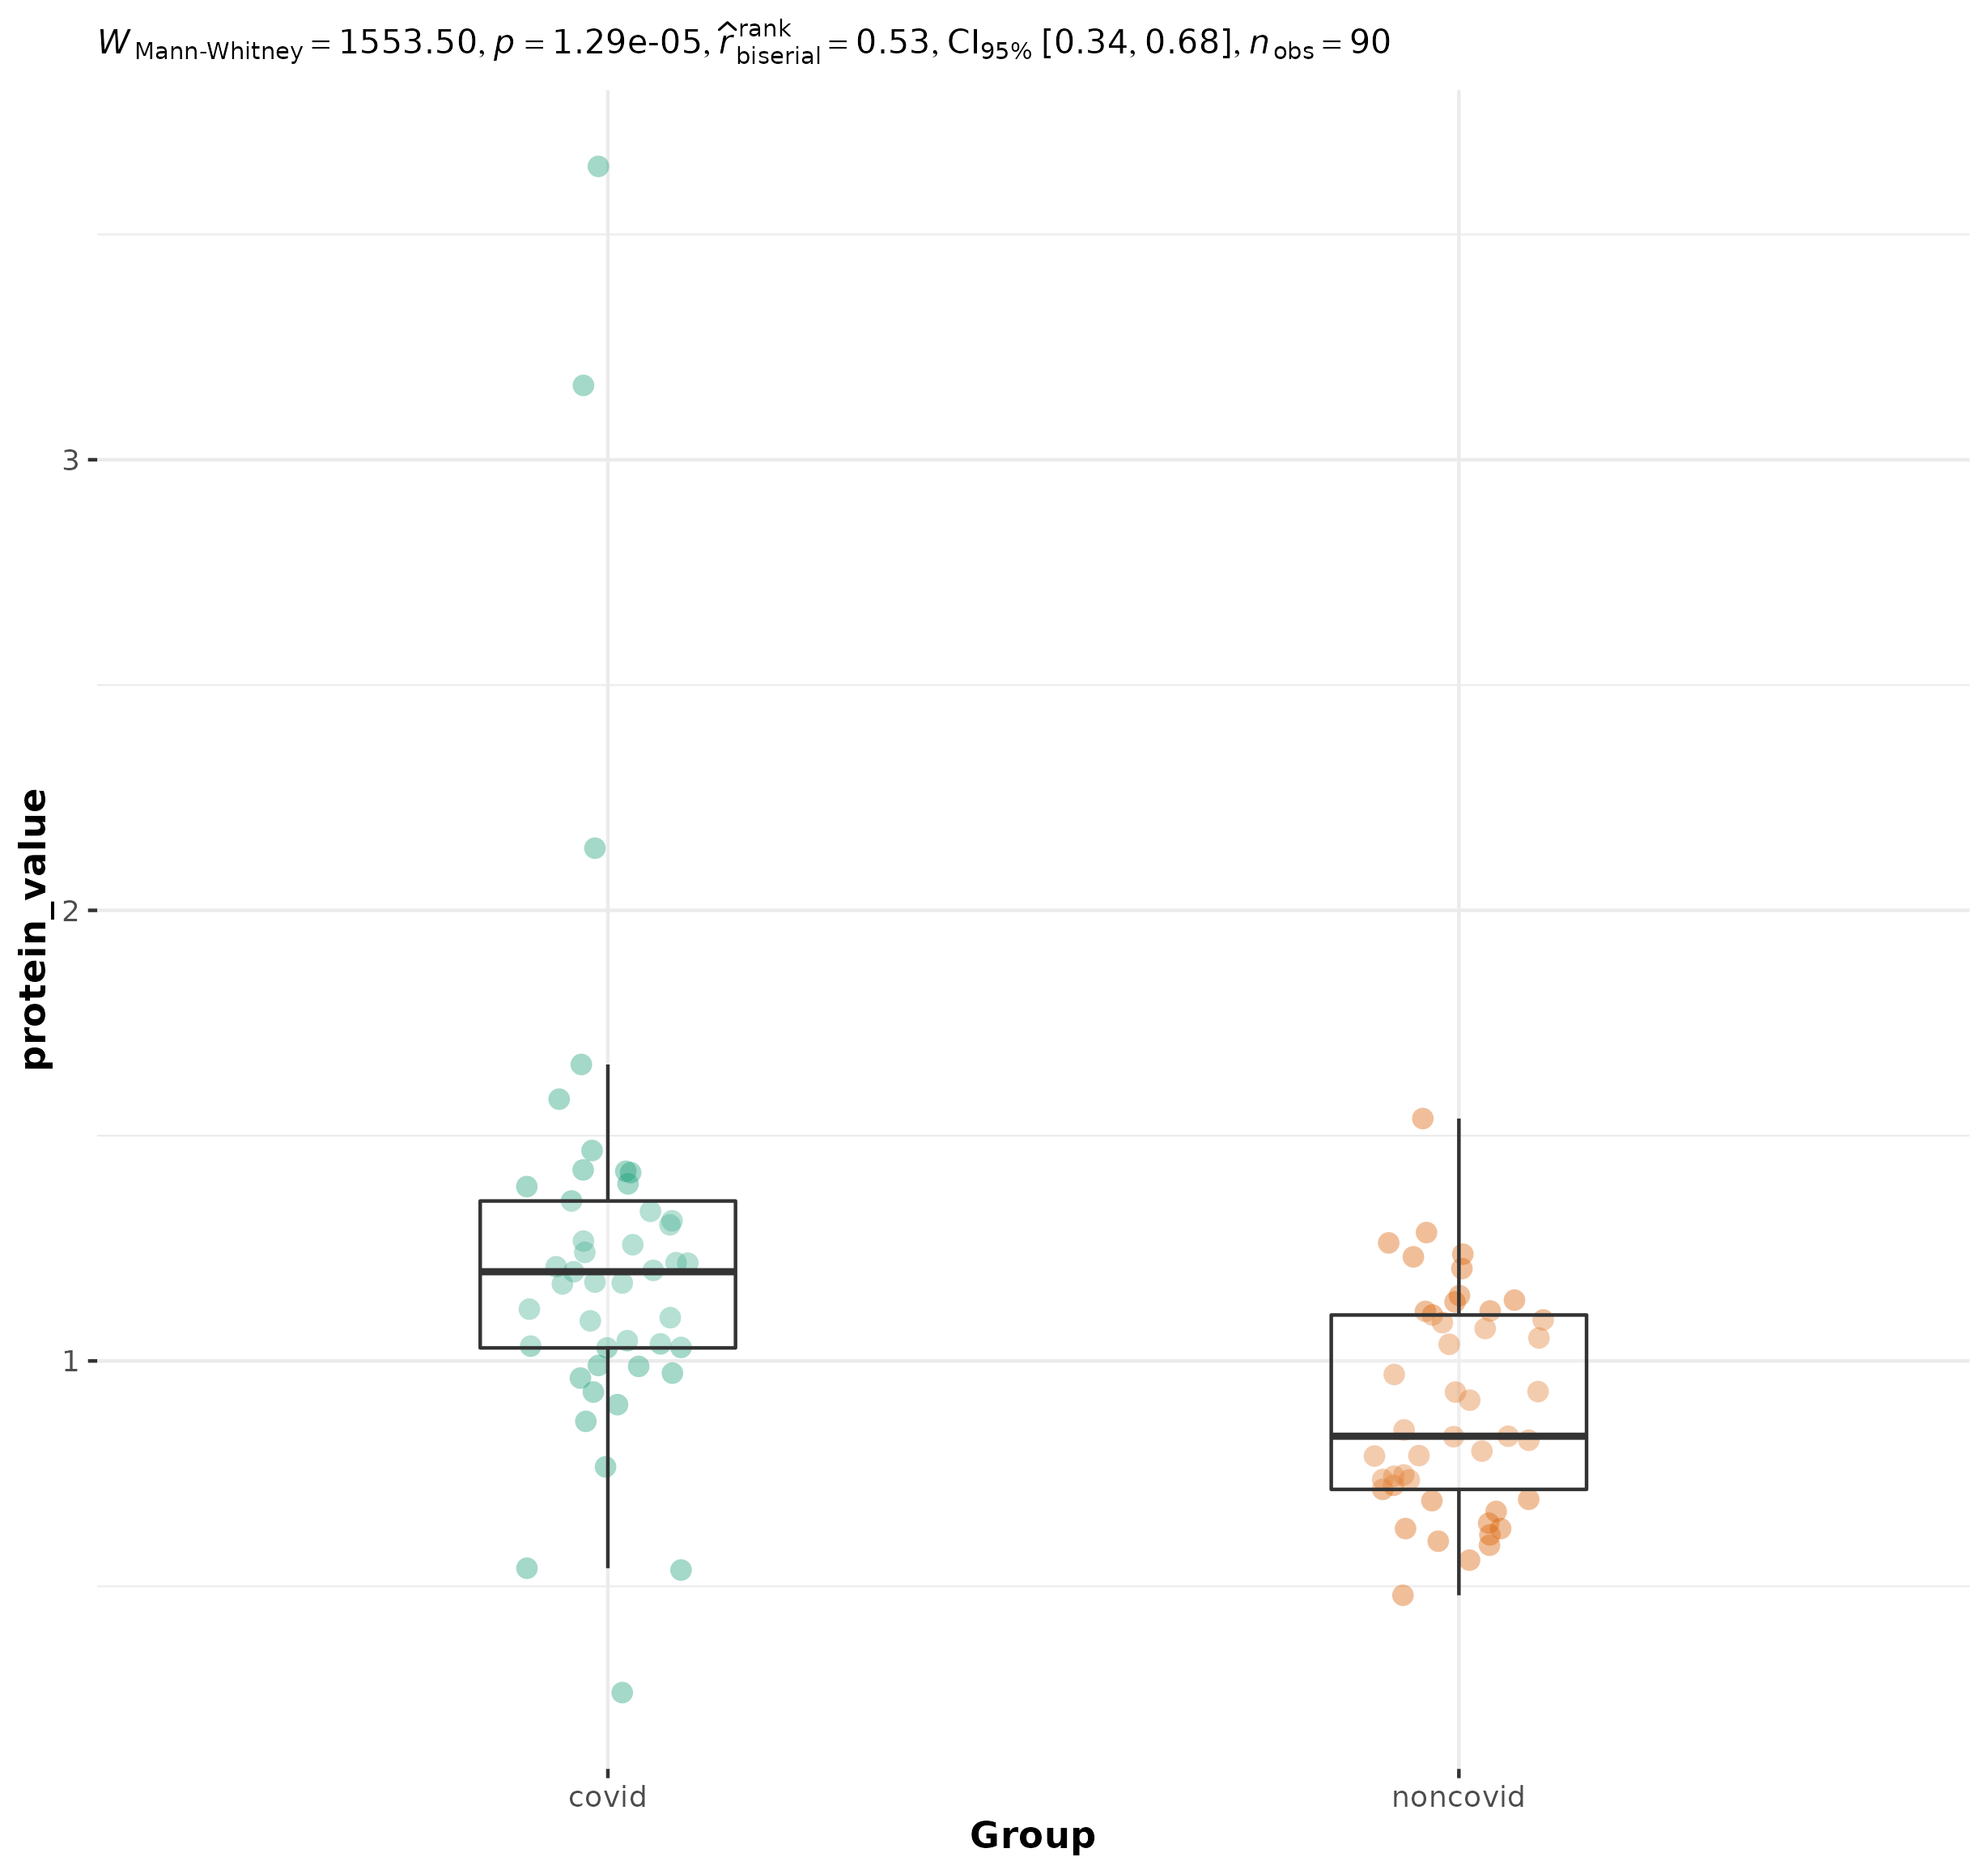 W Mann-Whitney = 1553.50, p = 1.29e-05, r̂ rank biserial = 0.53, CI95% [0.34, 0.68], nobs = 90
protein_value
3
2
1
covid noncovid
Group